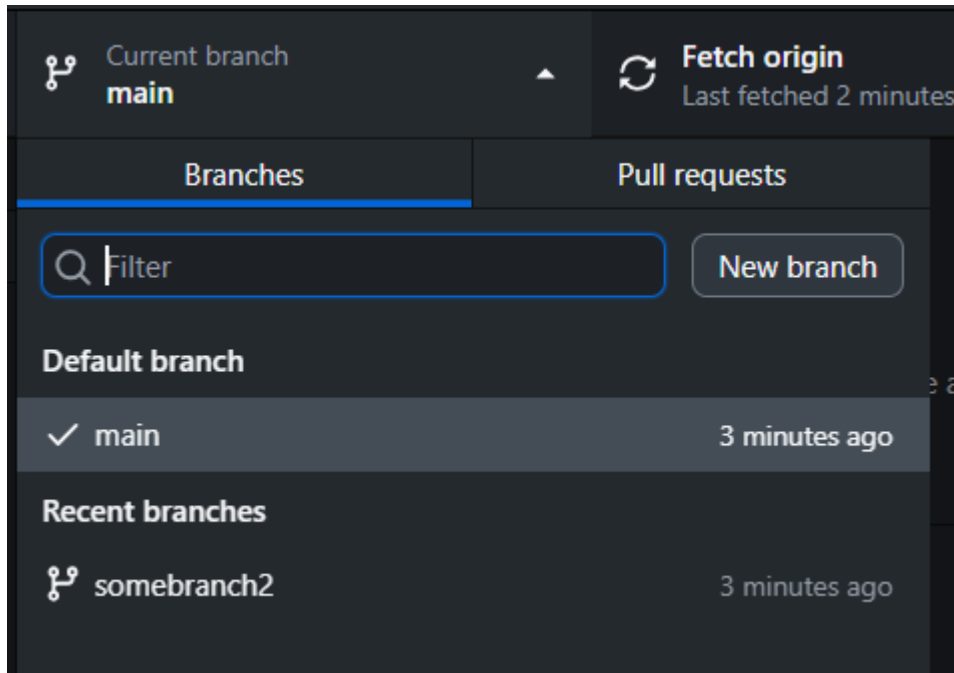 Current branch
main
Fetch origin
Last fetched 2 minutes
Branches
Pull requests
Filter
New branch
Default branch
main
3 minutes ago
Recent branches
somebranch2
3 minutes ago